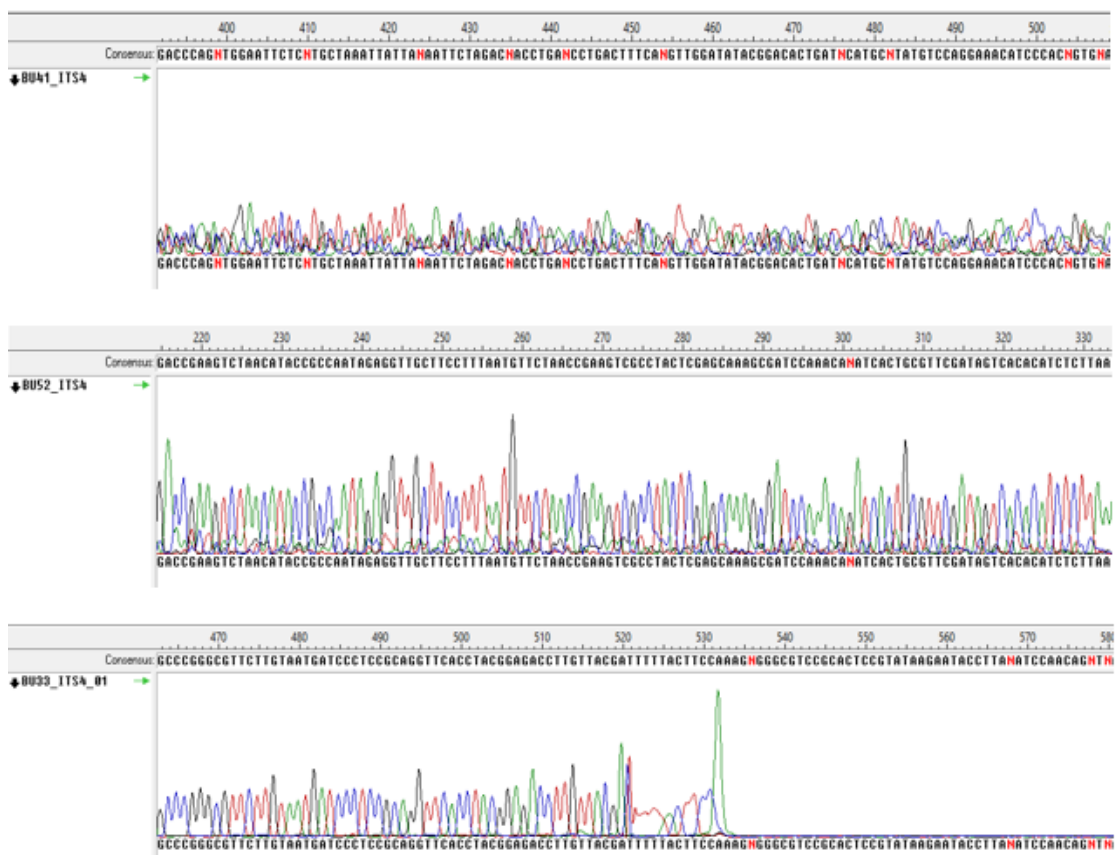 400 410 420 430 440 450 460 470 480 490 500
Consensus: GACCCAGNTGGAATTCTCNTGCTAAATTATTANAATTCTAGACNACCTGANCCTGACTTTCANGTTGGATATACGGACACTGATNCATGCNTATGTCCAGGAAACATCCCACNGTGNA
BU41_ITS4
GACCCAGNTGGAATTCTCNTGCTAAATTATTANAATTCTAGACNACCTGANCCTGACTTTCANGTTGGATATACGGACACTGATNCATGCNTATGTCCAGGAAACATCCCACNGTGNA
220 230 240 250 260 270 280 290 300 310 320 330
Consensus: GACCGAAGTCTAACATACCGCCAATAGAGGTTGCTTCCTTTAATGTTCTAACCGAAGTCGCCTACTCGAGCAAAGCGATCCAAACANATCACTGCGTTCGATAGTCACACATCTCTTAA
BU52_ITS4
GACCGAAGTCTAACATACCGCCAATAGAGGTTGCTTCCTTTAATGTTCTAACCGAAGTCGCCTACTCGAGCAAAGCGATCCAAACANATCACTGCGTTCGATAGTCACACATCTCTTAA
470 480 490 500 510 520 530 540 550 560 570 580
Consensus: GCCCGGGCGTTCTTGTAATGATCCCTCCGCAGGTTCACCTACGGAGACCTTGTTACGATTTTTACTTCCAAAGNGGGCGTCCGCACTCCGTATAAGAATACCTTANATCCAACAGNTN
BU33_ITS4_01
GCCCGGGCGTTCTTGTAATGATCCCTCCGCAGGTTCACCTACGGAGACCTTGTTACGATTTTTACTTCCAAAGNGGGCGTCCGCACTCCGTATAAGAATACCTTANATCCAACAGNTN